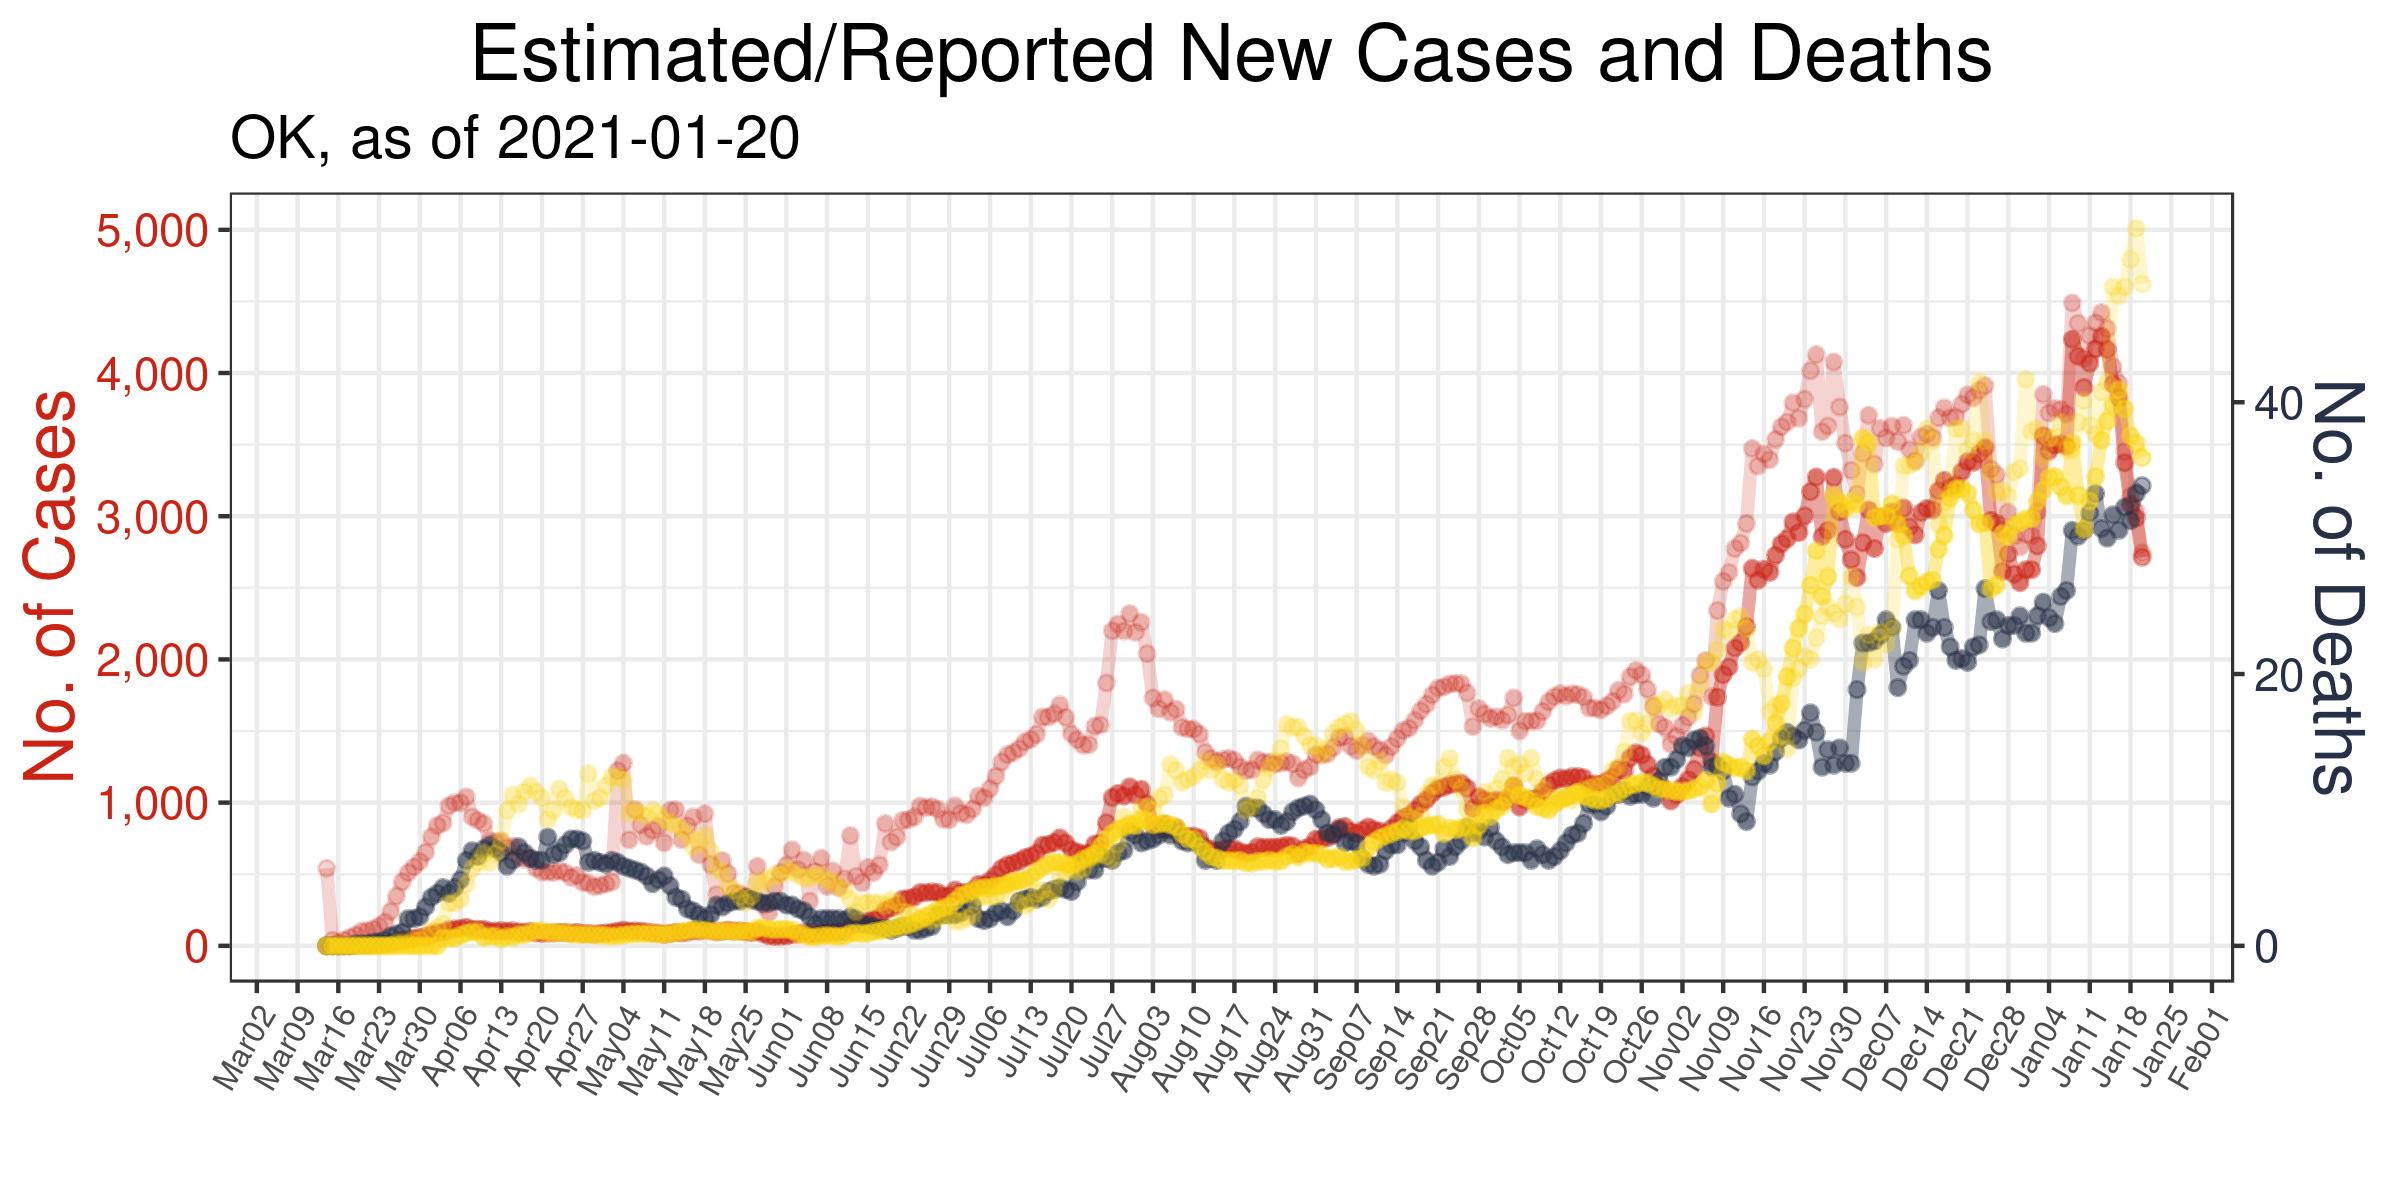 Estimated/Reported New Cases and Deaths
OK, as of 2021-01-20
No. of Cases
5,000
4,000
3,000
2,000
1,000
0
40
20
0
No. of Deaths
Mar02
Mar09
Mar16
Mar23
Mar30
Apr06
Apr13
Apr20
Apr27
May04
May11
May18
May25
Jun01
Jun08
Jun15
Jun22
Jun29
Jul06
Jul13
Jul20
Jul27
Aug03
Aug10
Aug17
Aug24
Aug31
Sep07
Sep14
Sep21
Sep28
Oct05
Oct12
Oct19
Oct26
Nov02
Nov09
Nov16
Nov23
Nov30
Dec07
Dec14
Dec21
Dec28
Jan04
Jan11
Jan18
Jan25
Feb01